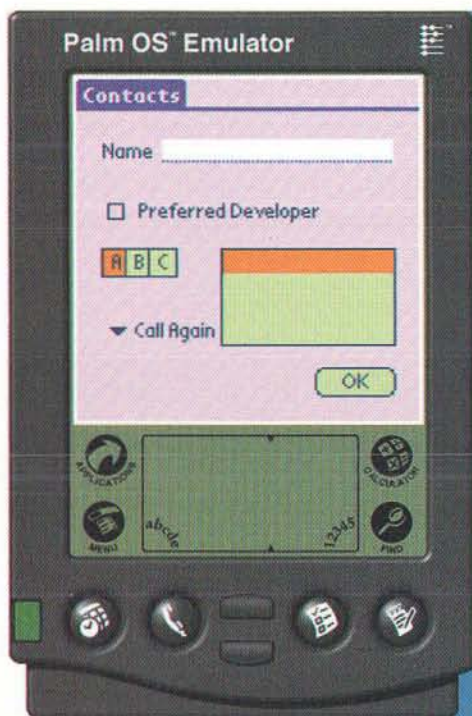 Palm OS™ Emulator
Contacts
Name
Preferred Developer
A B C
Call Again
OK
APPLICATIONS
CALCULATOR
MENU
abcde
12345
FIND